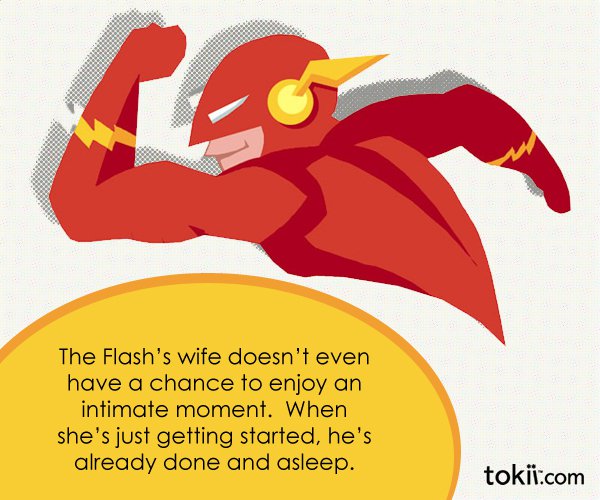 The Flash's wife doesn't even
have a chance to enjoy an
intimate moment.  When
she's just getting started, he's
already done and asleep.
tokii™.com